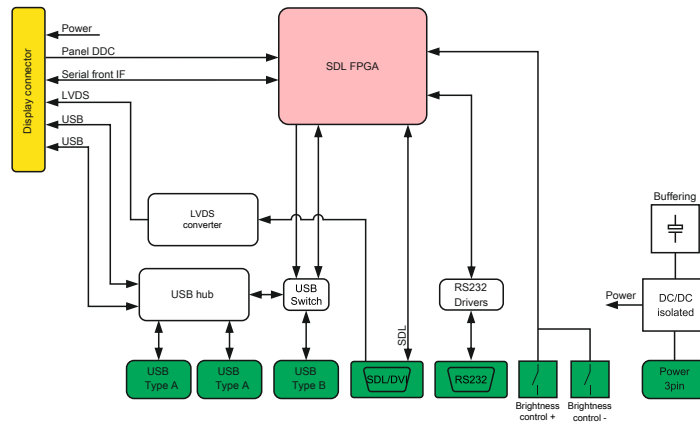 Display connector
Power
Panel DDC
Serial front IF
LVDS
USB
USB
SDL FPGA
LVDS
converter
Buffering
USB hub
USB
Switch
RS232
Drivers
Power
DC/DC
isolated
SDL
USB
Type A
USB
Type A
USB
Type B
SDL/DVI
RS232
Power
3pin
Brightness
control +
Brightness
control -